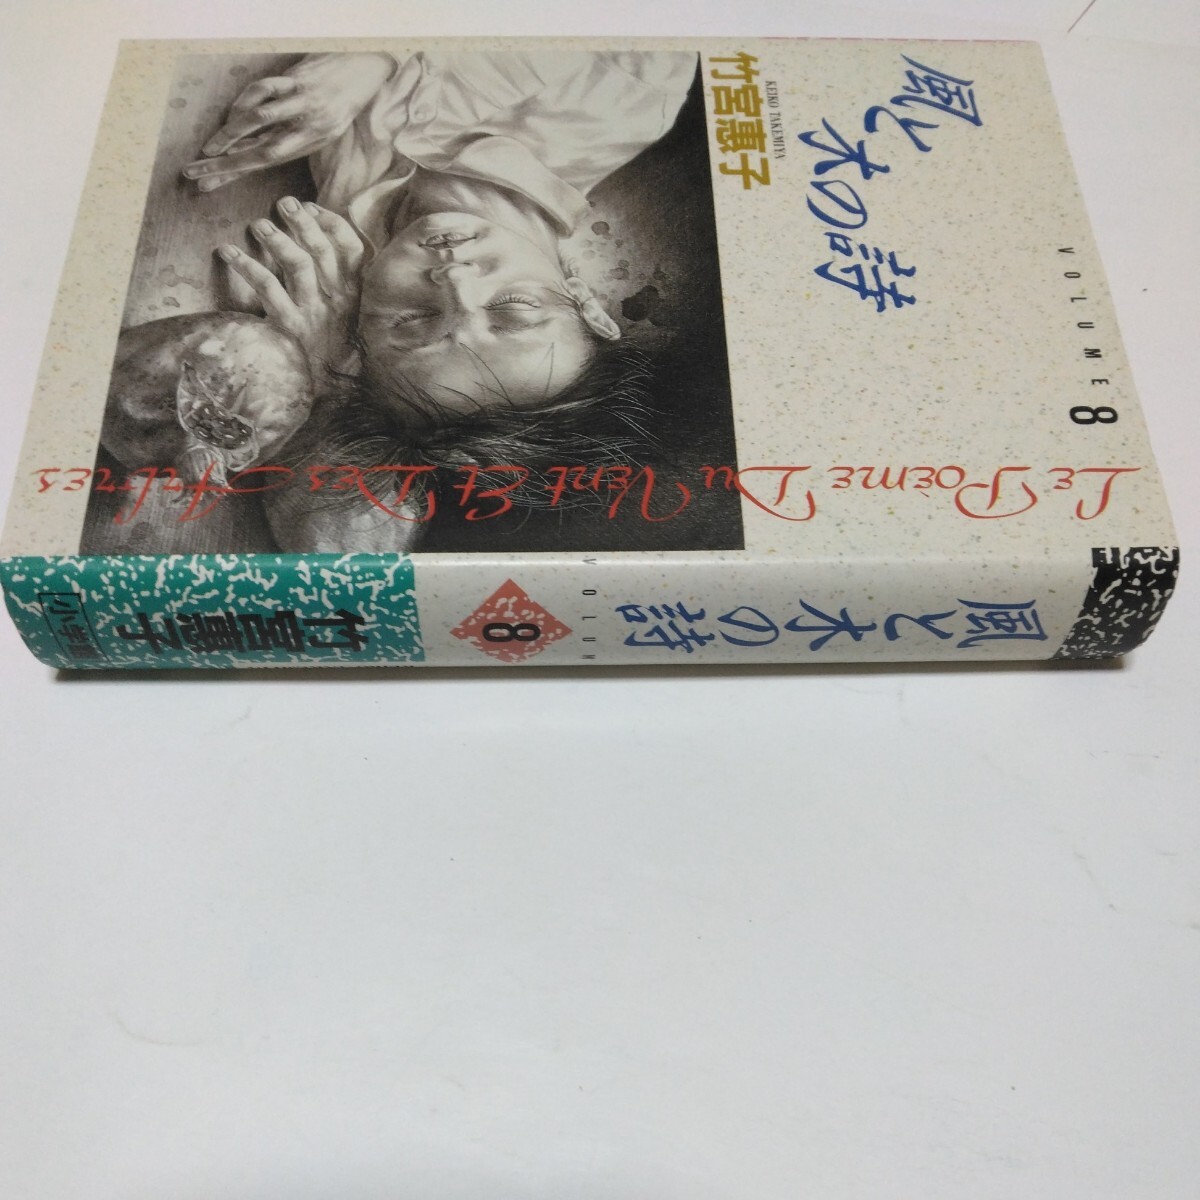 風と木の詩
竹宮惠子
KEIKO TAKEMIYA
VOLUME 8
Le Poème Du Vent Et Des Arbres
風と木の詩
VOLUM
8
竹宮惠子
小学館